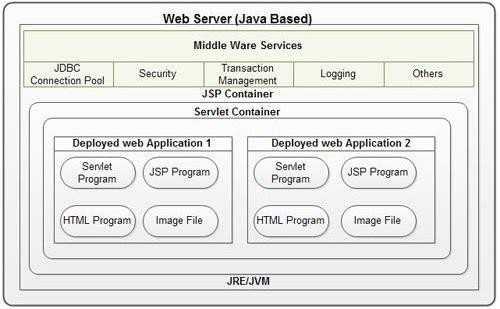 Web Server (Java Based)
Middle Ware Services
JDBC
Connection Pool
Security
Transaction
Management
Logging
Others
JSP Container
Servlet Container
Deployed web Application 1
Servlet
Program
JSP Program
HTML Program
Image File
Deployed web Application 2
Servlet
Program
JSP Program
HTML Program
Image File
JRE/JVM